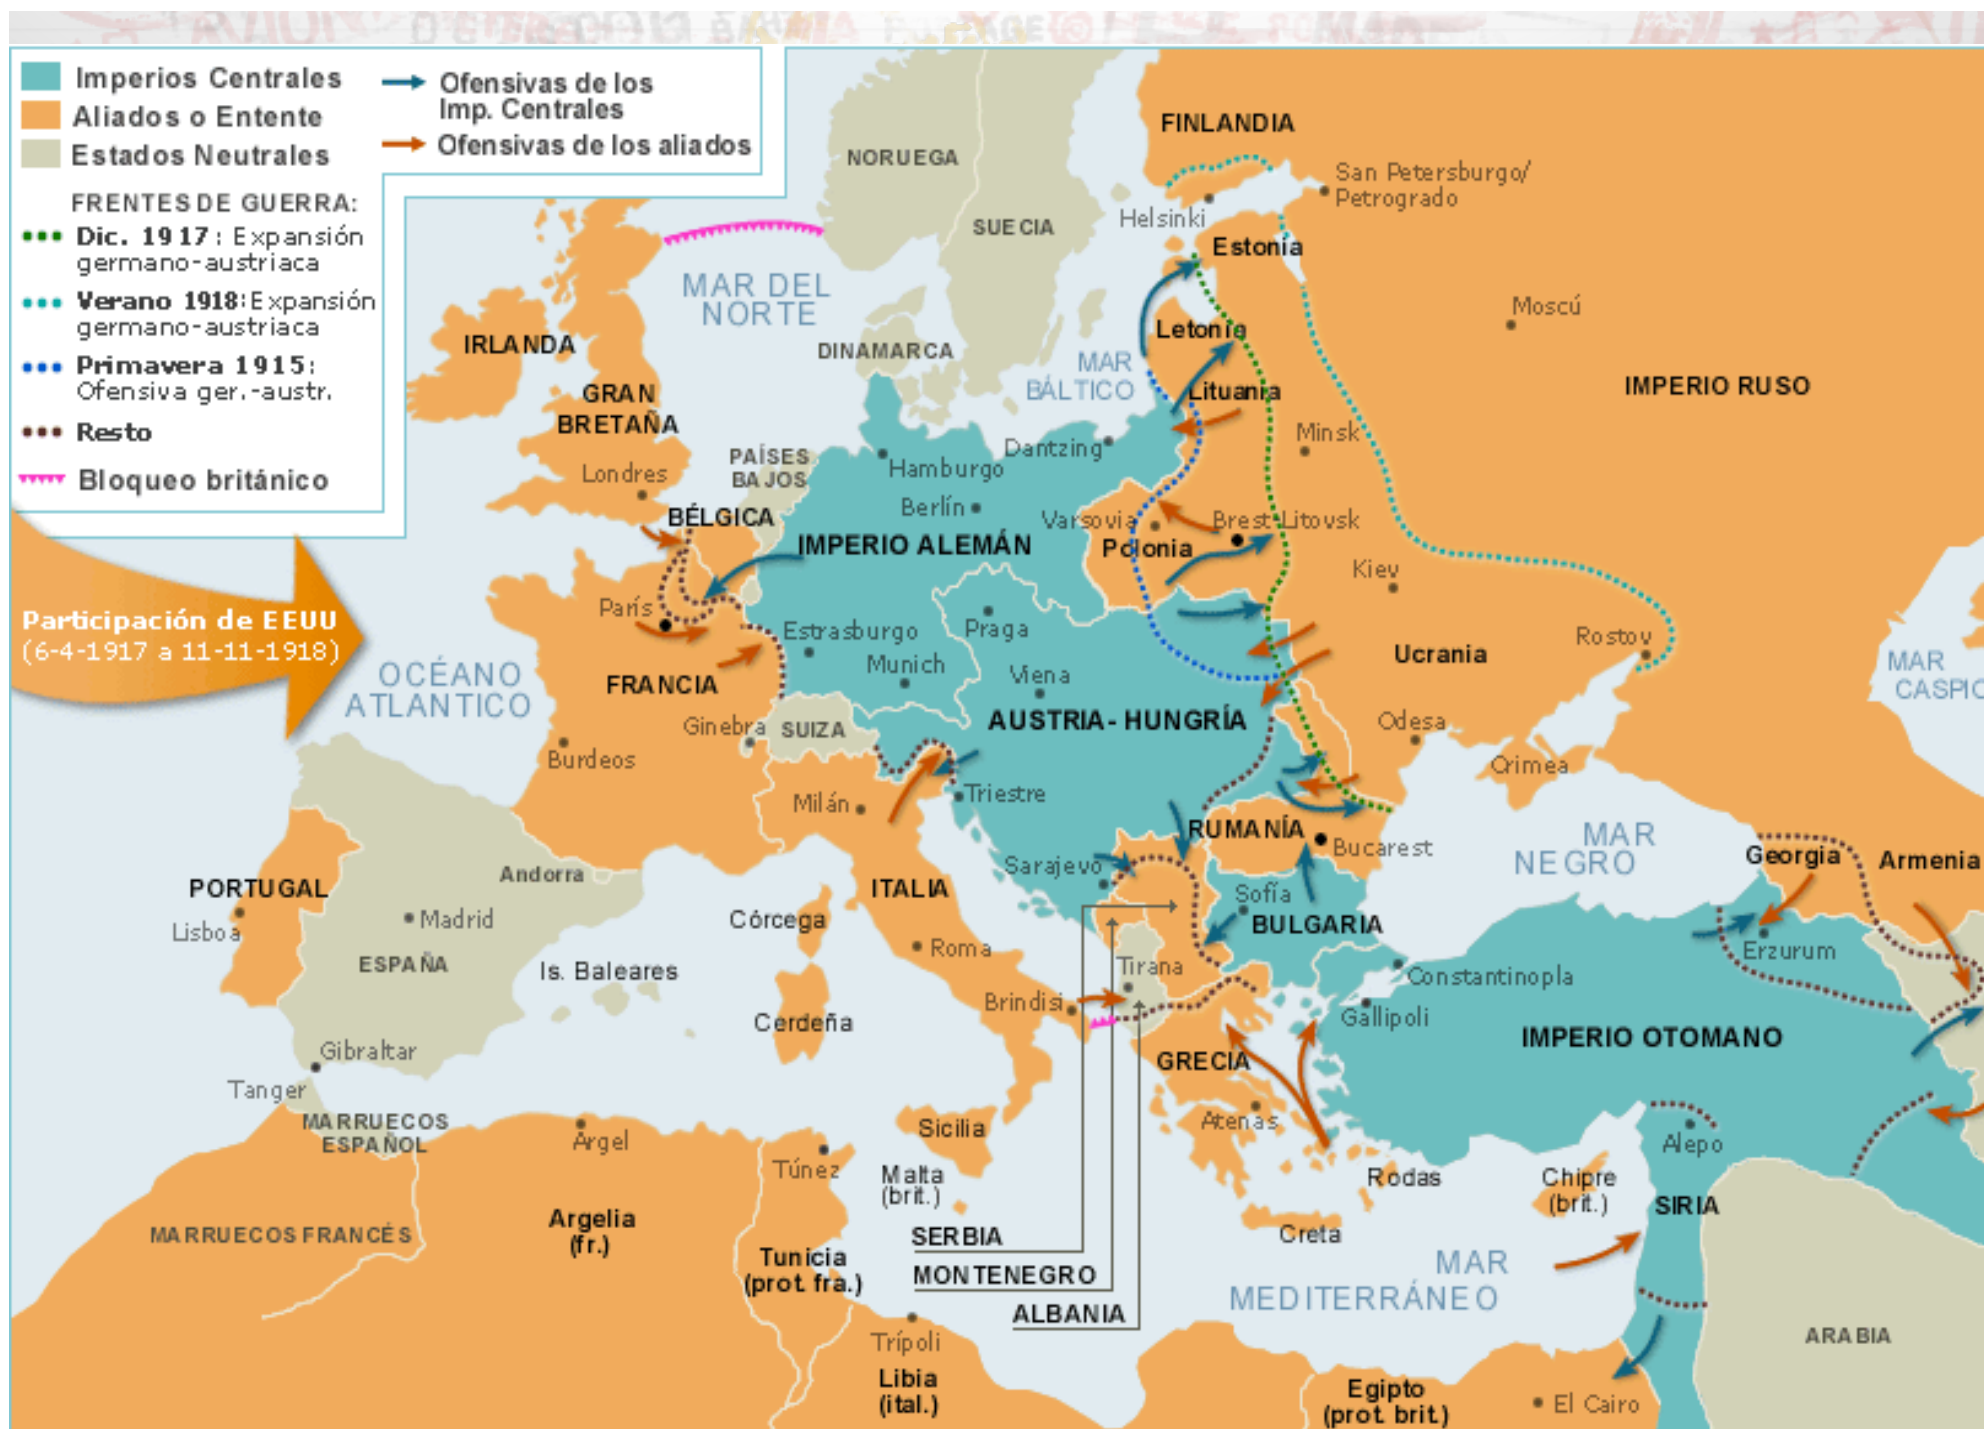 Imperios Centrales
Aliados o Entente
Estados Neutrales
Ofensivas de los
Imp. Centrales
Ofensivas de los aliados
FRENTES DE GUERRA:
Dic. 1917: Expansión
germano-austriaca
Verano 1918: Expansión
germano-austriaca
Primavera 1915:
Ofensiva ger.-austr.
Resto
Bloqueo británico
Participación de EEUU
(6-4-1917 a 11-11-1918)
NORUEGA
SUECIA
FINLANDIA
San Petersburgo/
Petrogrado
Helsinki
Estonia
MAR DEL
NORTE
Moscú
IRLANDA
Letonia
DINAMARCA
MAR
BÁLTICO
GRAN
BRETAÑA
Lituania
IMPERIO RUSO
Minsk
Dantzing
PAÍSES
BAJOS
Hamburgo
Londres
Berlín
BÉLGICA
Varsovia
Brest-Litovsk
IMPERIO ALEMÁN
Polonia
Kiev
París
Praga
Estrasburgo
Rostov
Munich
Ucrania
MAR
CASPIO
OCÉANO
ATLANTICO
FRANCIA
Viena
AUSTRIA-HUNGRÍA
Ginebra
SUIZA
Odesa
Burdeos
Crimea
Milán
Triestre
RUMANÍA
Bucarest
MAR
NEGRO
Georgia
Armenia
Sarajevo
Andorra
PORTUGAL
ITALIA
Sofía
Lisboa
Madrid
Córcega
BULGARIA
Roma
Erzurum
ESPAÑA
Is. Baleares
Tirana
Constantinopla
Brindisi
Gallipoli
Cerdeña
IMPERIO OTOMANO
Gibraltar
GRECIA
Tanger
MARRUECOS
ESPAÑOL
Argel
Sicilia
Atenas
Alepo
Túnez
Malta
(brit.)
Rodas
Chipre
(brit.)
SIRIA
MARRUECOS FRANCÉS
Argelia
(fr.)
SERBIA
Creta
Tunicia
(prot. fra.)
MONTENEGRO
MAR
MEDITERRÁNEO
ALBANIA
Trípoli
ARABIA
Libia
(ital.)
Egipto
(prot. brit.)
El Cairo